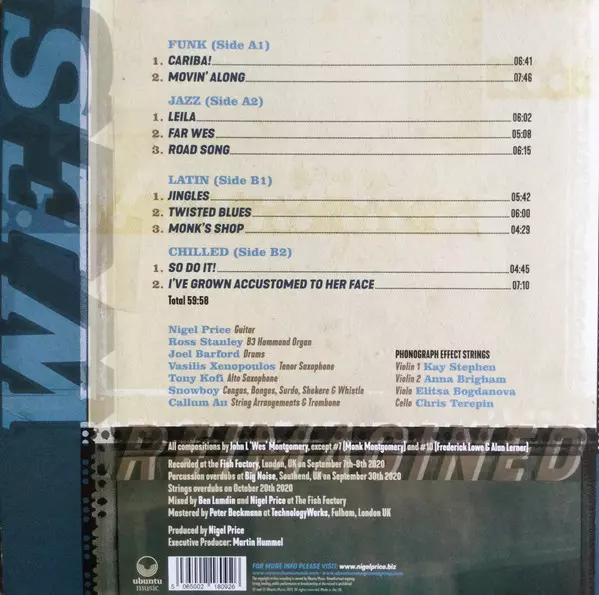 WES
FUNK (Side A1)
1. CARIBA! 06:41
2. MOVIN' ALONG 07:46
JAZZ (Side A2)
1. LEILA 06:02
2. FAR WES 05:08
3. ROAD SONG 06:15
LATIN (Side B1)
1. JINGLES 05:42
2. TWISTED BLUES 06:00
3. MONK'S SHOP 04:29
CHILLED (Side B2)
1. SO DO IT! 04:45
2. I'VE GROWN ACCUSTOMED TO HER FACE 07:10
Total 59:58
Nigel Price Guitar
Ross Stanley B3 Hammond Organ
Joel Barford Drums
Vasilis Xenopoulos Tenor Saxophone
Tony Kofi Alto Saxophone
Snowboy Congas, Bongos, Surdo, Shekere & Whistle
Callum Au String Arrangements & Trombone
PHONOGRAPH EFFECT STRINGS
Violin 1 Kay Stephen
Violin 2 Anna Brigham
Viola Elitsa Bogdanova
Cello Chris Terepin
REIMAGINED
All compositions by John L 'Wes' Montgomery, except #7 (Monk Montgomery) and #10 (Frederick Lowe & Alan Lerner)
Recorded at the Fish Factory, London, UK on September 7th-8th 2020
Percussion overdubs at Big Noise, Southend, UK on September 30th 2020
Strings overdubs on October 20th 2020
Mixed by Ben Lamdin and Nigel Price at The Fish Factory
Mastered by Peter Beckmann at TechnologyWorks, Fulham, London UK
Produced by Nigel Price
Executive Producer: Martin Hummel
ubuntu
music
5 065002 180926
FOR MORE INFO PLEASE VISIT: www.nigelprice.biz